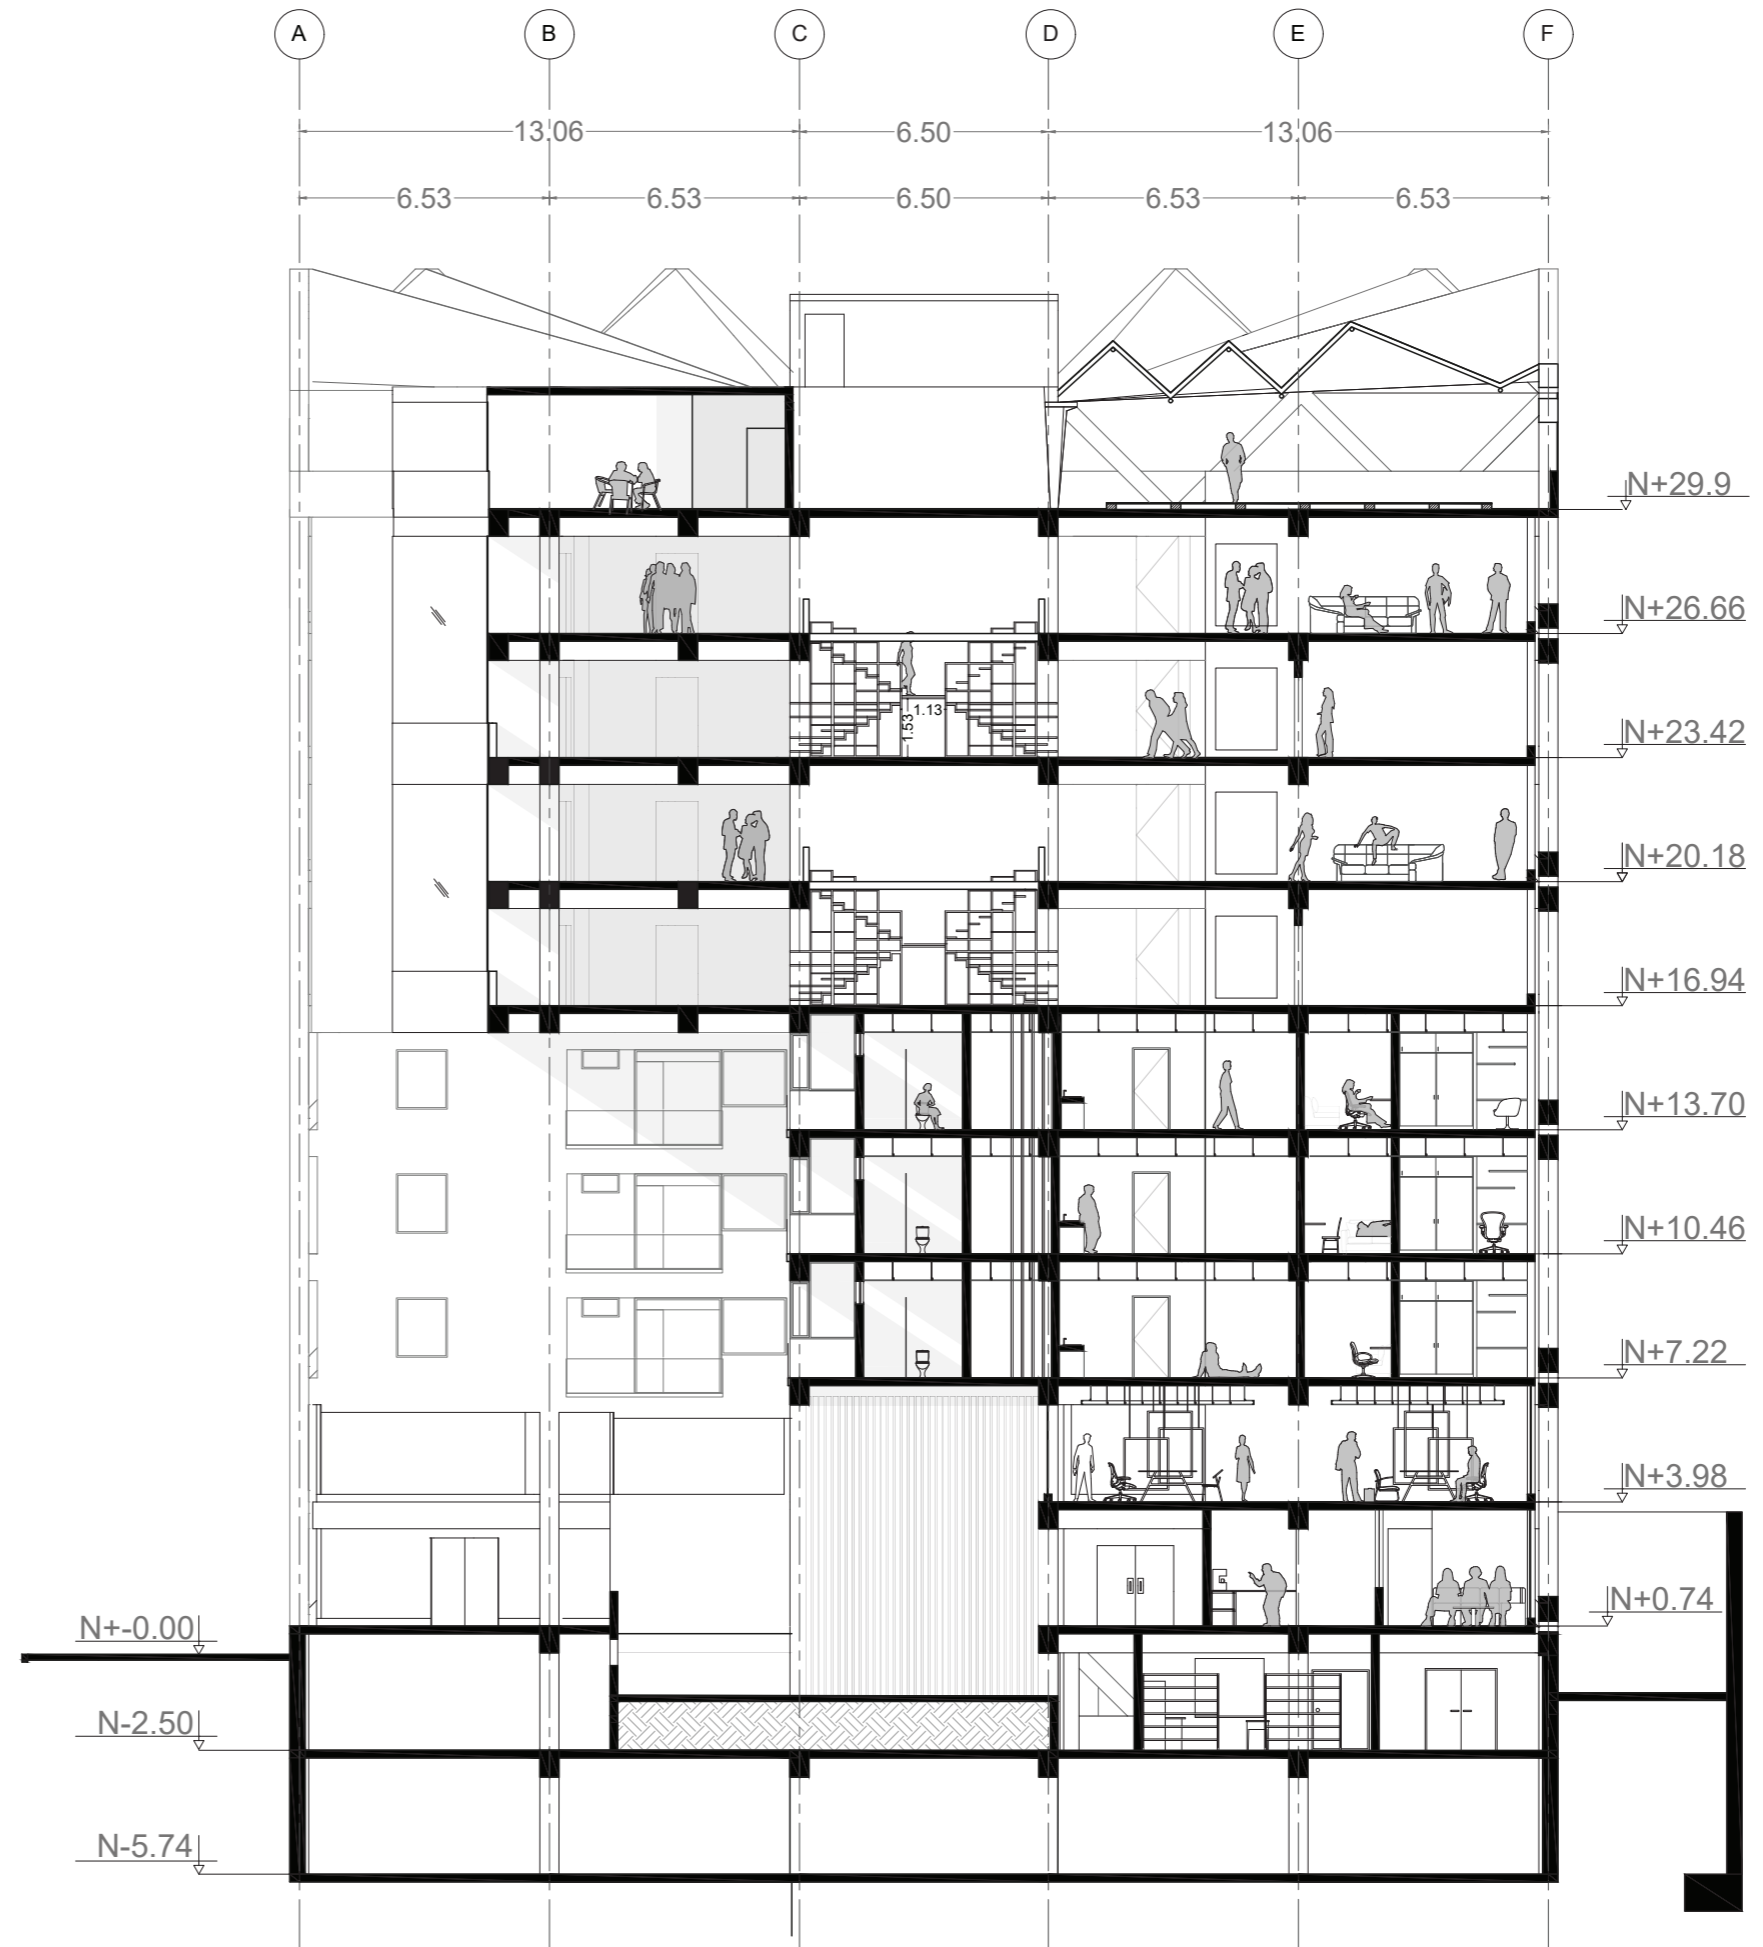 A B C D E F
13.06 6.50 13.06
6.53 6.53 6.50 6.53 6.53
N+29.9
N+26.66
1.13
1.53
N+23.42
N+20.18
N+16.94
N+13.70
N+10.46
N+7.22
N+3.98
N+0.74
N+-0.00
N-2.50
N-5.74